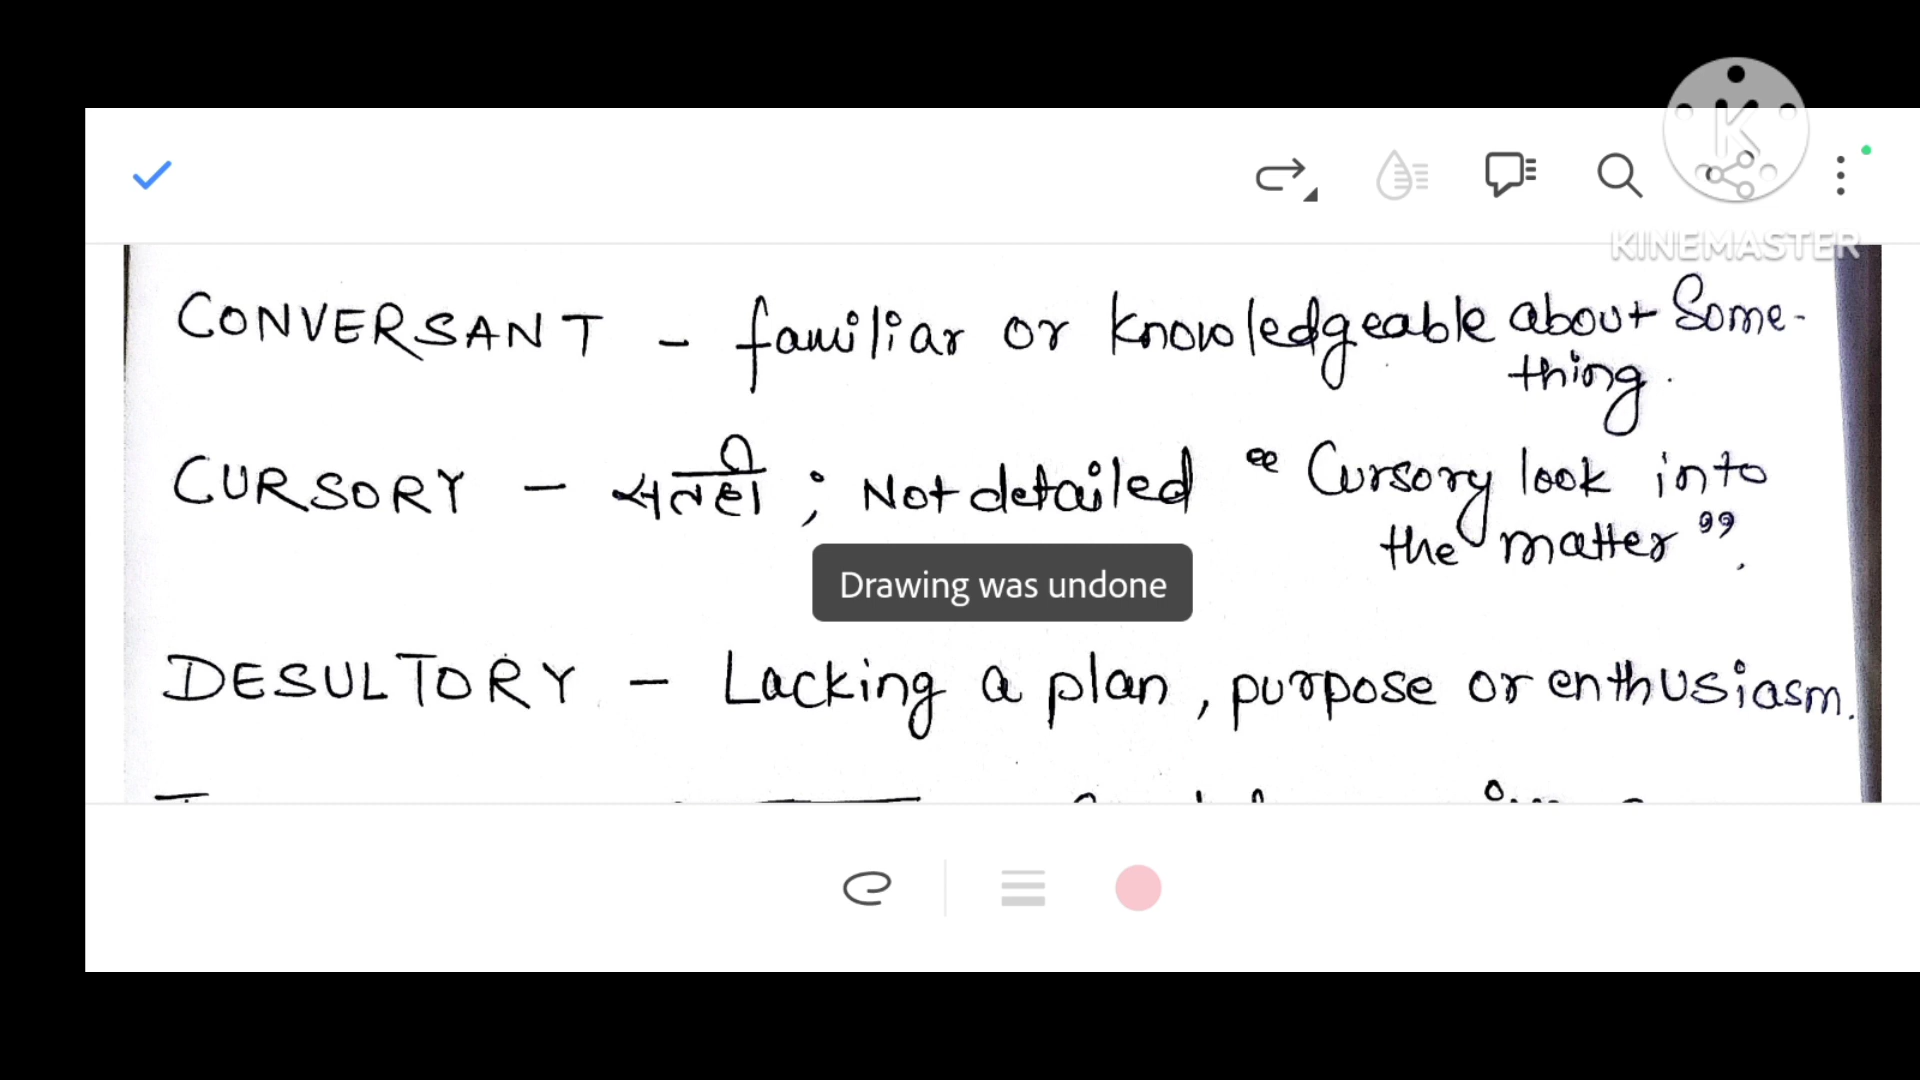 KINEMASTER
CONVERSANT - familiar or knowledgeable about Some-
thing.
CURSORY - सतही ; Not detailed "Cursory look into
the matter".
Drawing was undone
DESULTORY - Lacking a plan, purpose or enthusiasm.